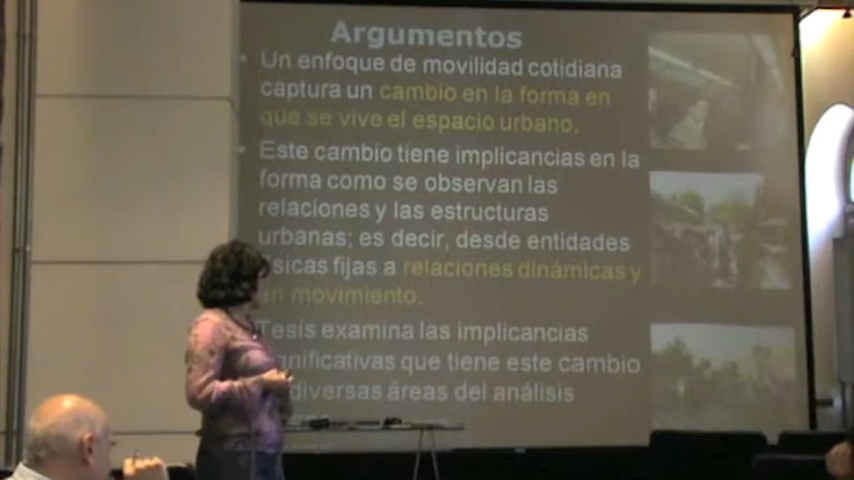 Argumentos
• Un enfoque de movilidad cotidiana
captura un cambio en la forma en
que se vive el espacio urbano.
• Este cambio tiene implicancias en la
forma como se observan las
relaciones y las estructuras
urbanas; es decir, desde entidades
sicas fijas a relaciones dinámicas y
en movimiento.
Tesis examina las implicancias
gnificativas que tiene este cambio
diversas áreas del análisis